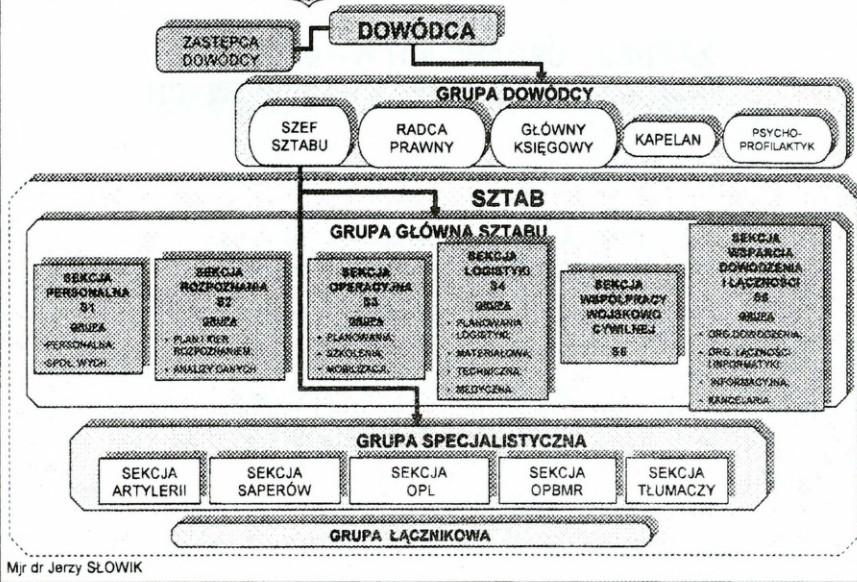 DOWÓDCA
ZASTĘPCA
DOWÓDCY
GRUPA DOWÓDCY
SZEF
SZTABU
RADCA
PRAWNY
GŁÓWNY
KSIĘGOWY
KAPELAN
PSYCHO-
PROFILAKTYK
SZTAB
GRUPA GŁÓWNA SZTABU
SEKCJA
PERSONALNA
S1
GRUPA
•PERSONALNA;
•SPOŁ. WYCH.
SEKCJA
ROZPOZNANIA
S2
GRUPA
• PLAN I KIER
ROZPOZNANIEM;
• ANALIZY DANYCH
SEKCJA
OPERACYJNA
S3
GRUPA
• PLANOWANIA;
• SZKOLENIA;
• MOBILIZACJI.
SEKCJA
LOGISTYKI
S4
GRUPA
• PLANOWANIA
LOGISTYKI;
• MATERIAŁOWA;
• TECHNICZNA;
• MEDYCZNA.
SEKCJA
WSPÓŁPRACY
WOJSKOWO
CYWILNEJ
SEKCJA
WSPARCIA
DOWODZENIA
I ŁĄCZNOŚCI
GRUPA
• ORG.DOWODZENIA;
• ORG. ŁĄCZNOŚCI
I INFORMATYKI
• INFORMACYJNA;
• KANCELARIA
GRUPA SPECJALISTYCZNA
SEKCJA
ARTYLERII
SEKCJA
SAPERÓW
SEKCJA
OPL
SEKCJA
OPBMR
SEKCJA
TŁUMACZY
GRUPA ŁĄCZNIKOWA
Mjr dr Jerzy SŁOWIK